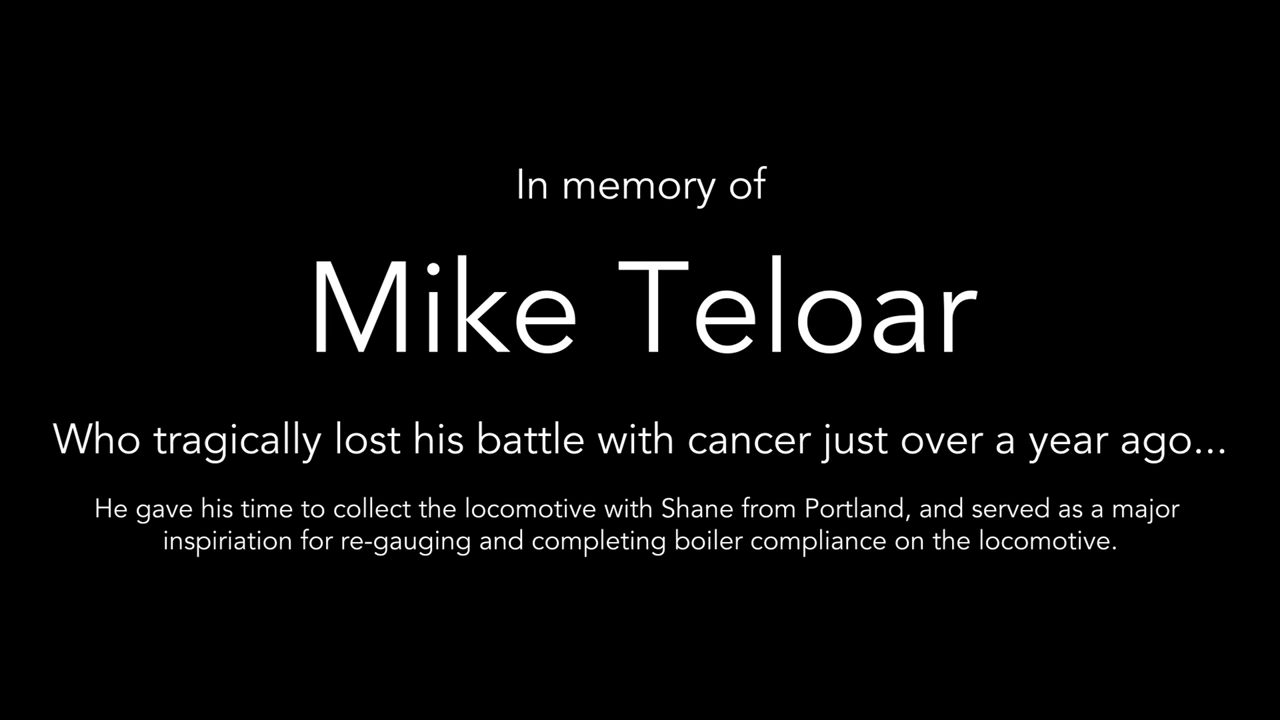 In memory of
Mike Teloar
Who tragically lost his battle with cancer just over a year ago...
He gave his time to collect the locomotive with Shane from Portland, and served as a major
inspiriation for re-gauging and completing boiler compliance on the locomotive.